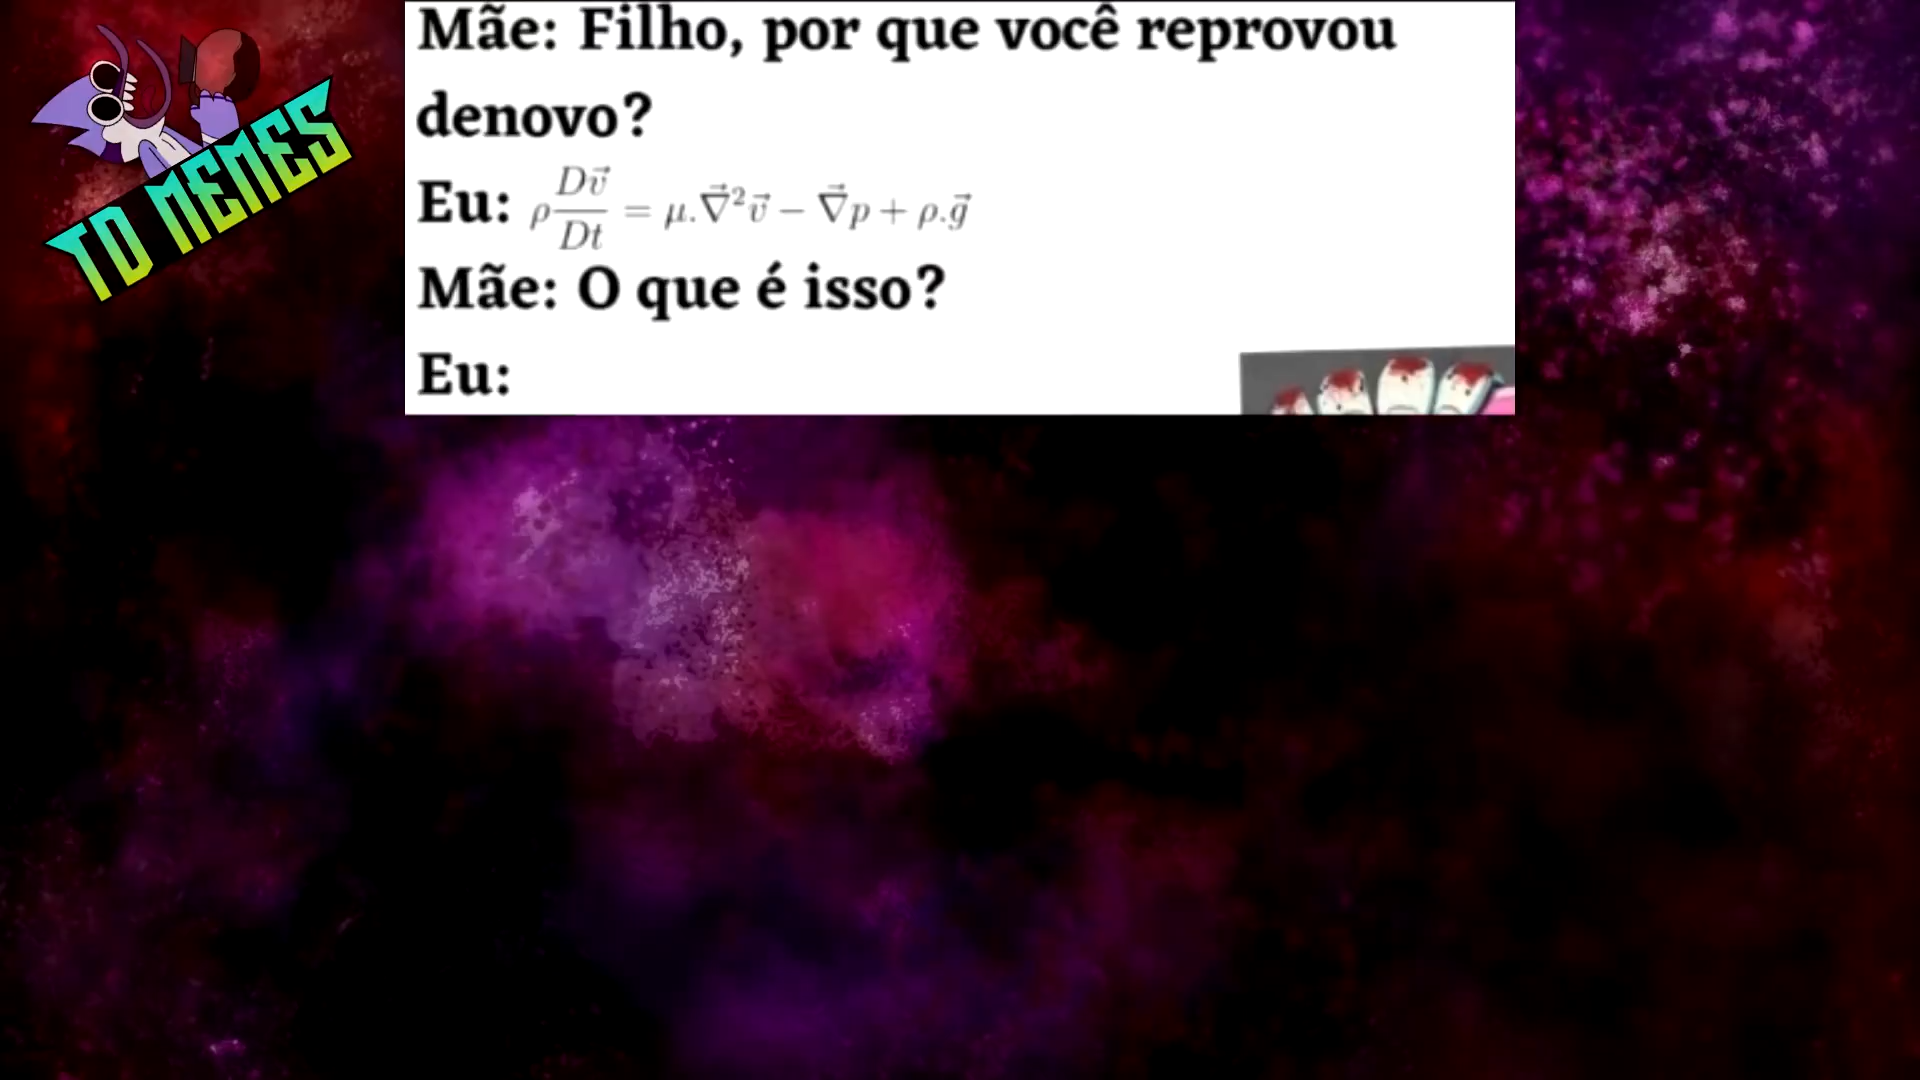 TD MEMES
Mãe: Filho, por que você reprovou
denovo?
Eu: ρ Dv⃗/Dt = μ.∇⃗²v⃗ − ∇⃗p + ρ.g⃗
Mãe: O que é isso?
Eu: